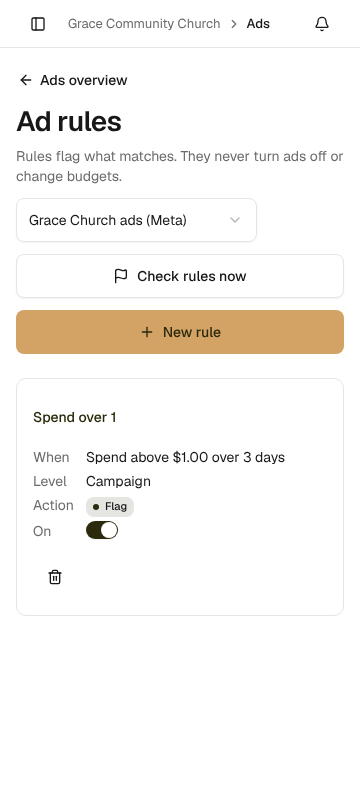 Grace Community Church > Ads
Ads overview
Ad rules
Rules flag what matches. They never turn ads off or
change budgets.
Grace Church ads (Meta)
Check rules now
New rule
Spend over 1
When Spend above $1.00 over 3 days
Level Campaign
Action Flag
On